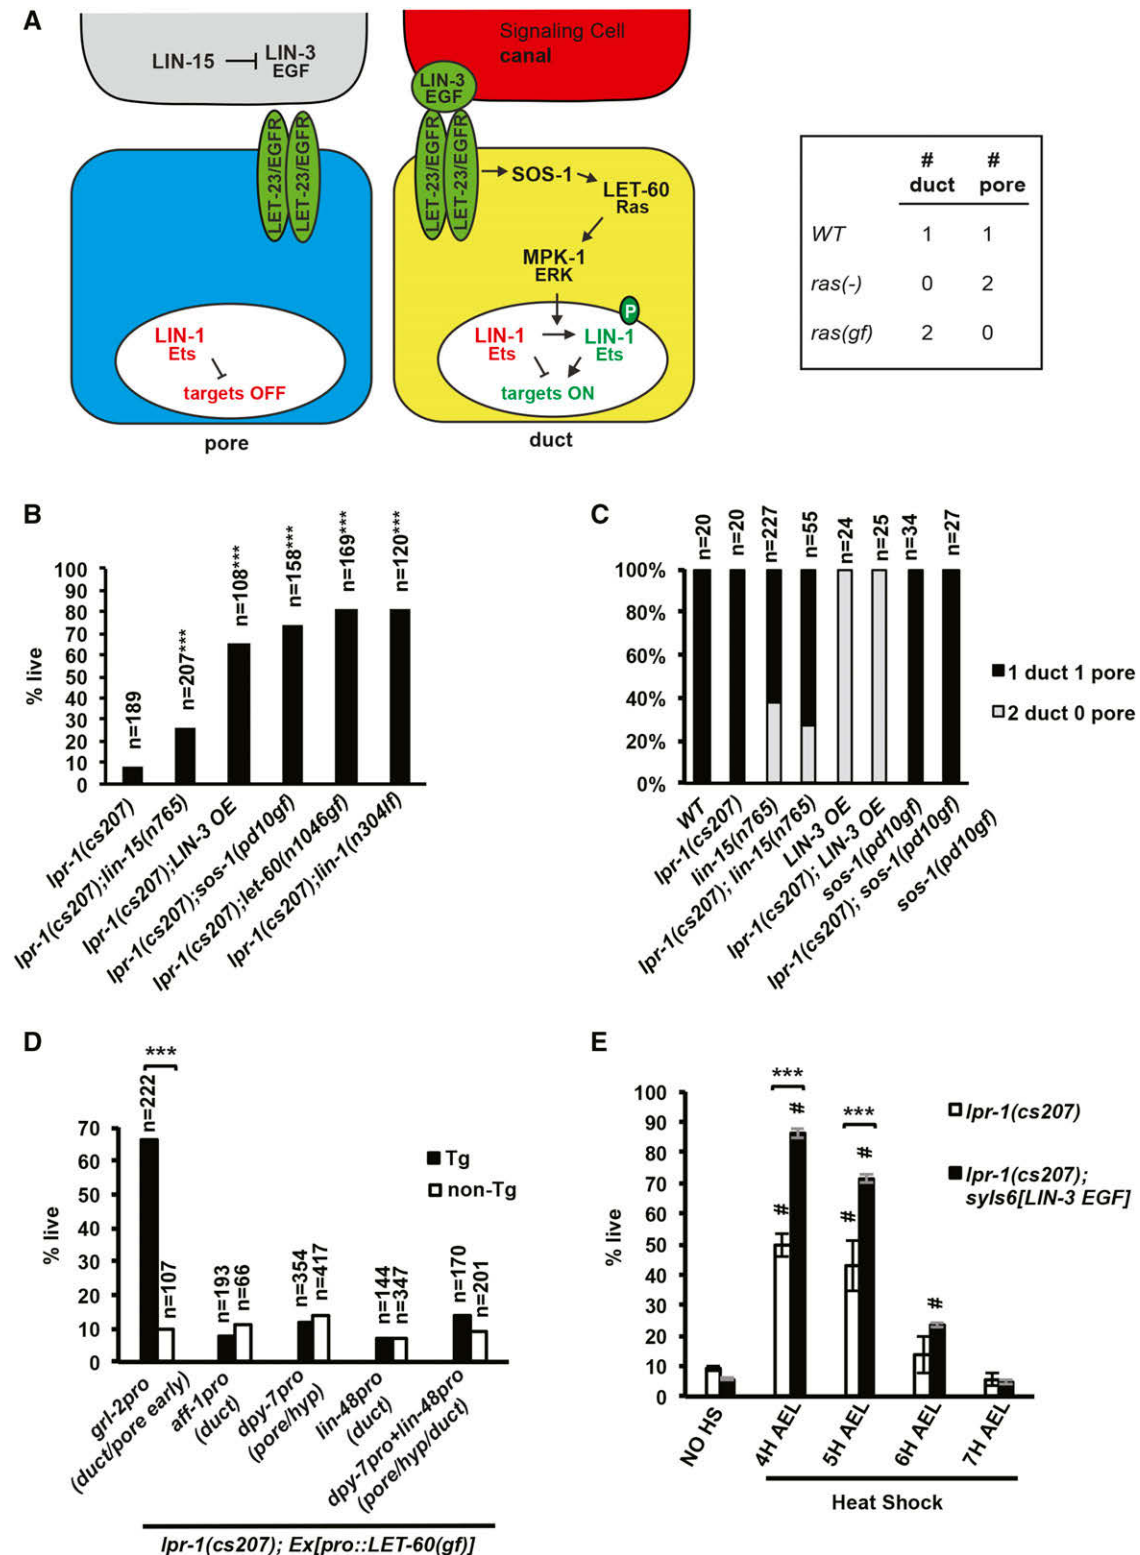 A
LIN-15
LIN-3
EGF
LET-23/EGFR
LET-23/EGFR
LIN-1
Ets
targets OFF
pore
Signaling Cell
canal
LIN-3
EGF
LET-23/EGFR
LET-23/EGFR
SOS-1
LET-60
Ras
MPK-1
ERK
P
LIN-1
Ets
LIN-1
Ets
targets ON
duct
# #
duct pore
WT 1 1
ras(-) 0 2
ras(gf) 2 0
B
% live
100
90
80
70
60
50
40
30
20
10
0
n=189
n=207***
n=108***
n=158***
n=169***
n=120***
lpr-1(cs207)
lpr-1(cs207);lin-15(n765)
lpr-1(cs207);LIN-3 OE
lpr-1(cs207);sos-1(pd10gf)
lpr-1(cs207);let-60(n1046gf)
lpr-1(cs207);lin-1(n304lf)
C
100%
80%
60%
40%
20%
0%
n=20
n=20
n=227
n=55
n=24
n=25
n=34
n=27
WT
lpr-1(cs207)
lin-15(n765)
lpr-1(cs207); lin-15(n765)
LIN-3 OE
lpr-1(cs207); LIN-3 OE
sos-1(pd10gf)
lpr-1(cs207); sos-1(pd10gf)
sos-1(pd10gf)
1 duct 1 pore
2 duct 0 pore
D
% live
70
60
50
40
30
20
10
0
***
n=222
n=107
n=193
n=66
n=354
n=417
n=144
n=347
n=170
n=201
Tg
non-Tg
grl-2pro
(duct/pore early)
aff-1pro
(duct)
dpy-7pro
(pore/hyp)
lin-48pro
(duct)
dpy-7pro+lin-48pro
(pore/hyp/duct)
lpr-1(cs207); Ex[pro::LET-60(gf)]
E
% live
100
90
80
70
60
50
40
30
20
10
0
***
#
#
***
#
#
#
lpr-1(cs207)
lpr-1(cs207);
syIs6[LIN-3 EGF]
NO HS
4H AEL
5H AEL
6H AEL
7H AEL
Heat Shock